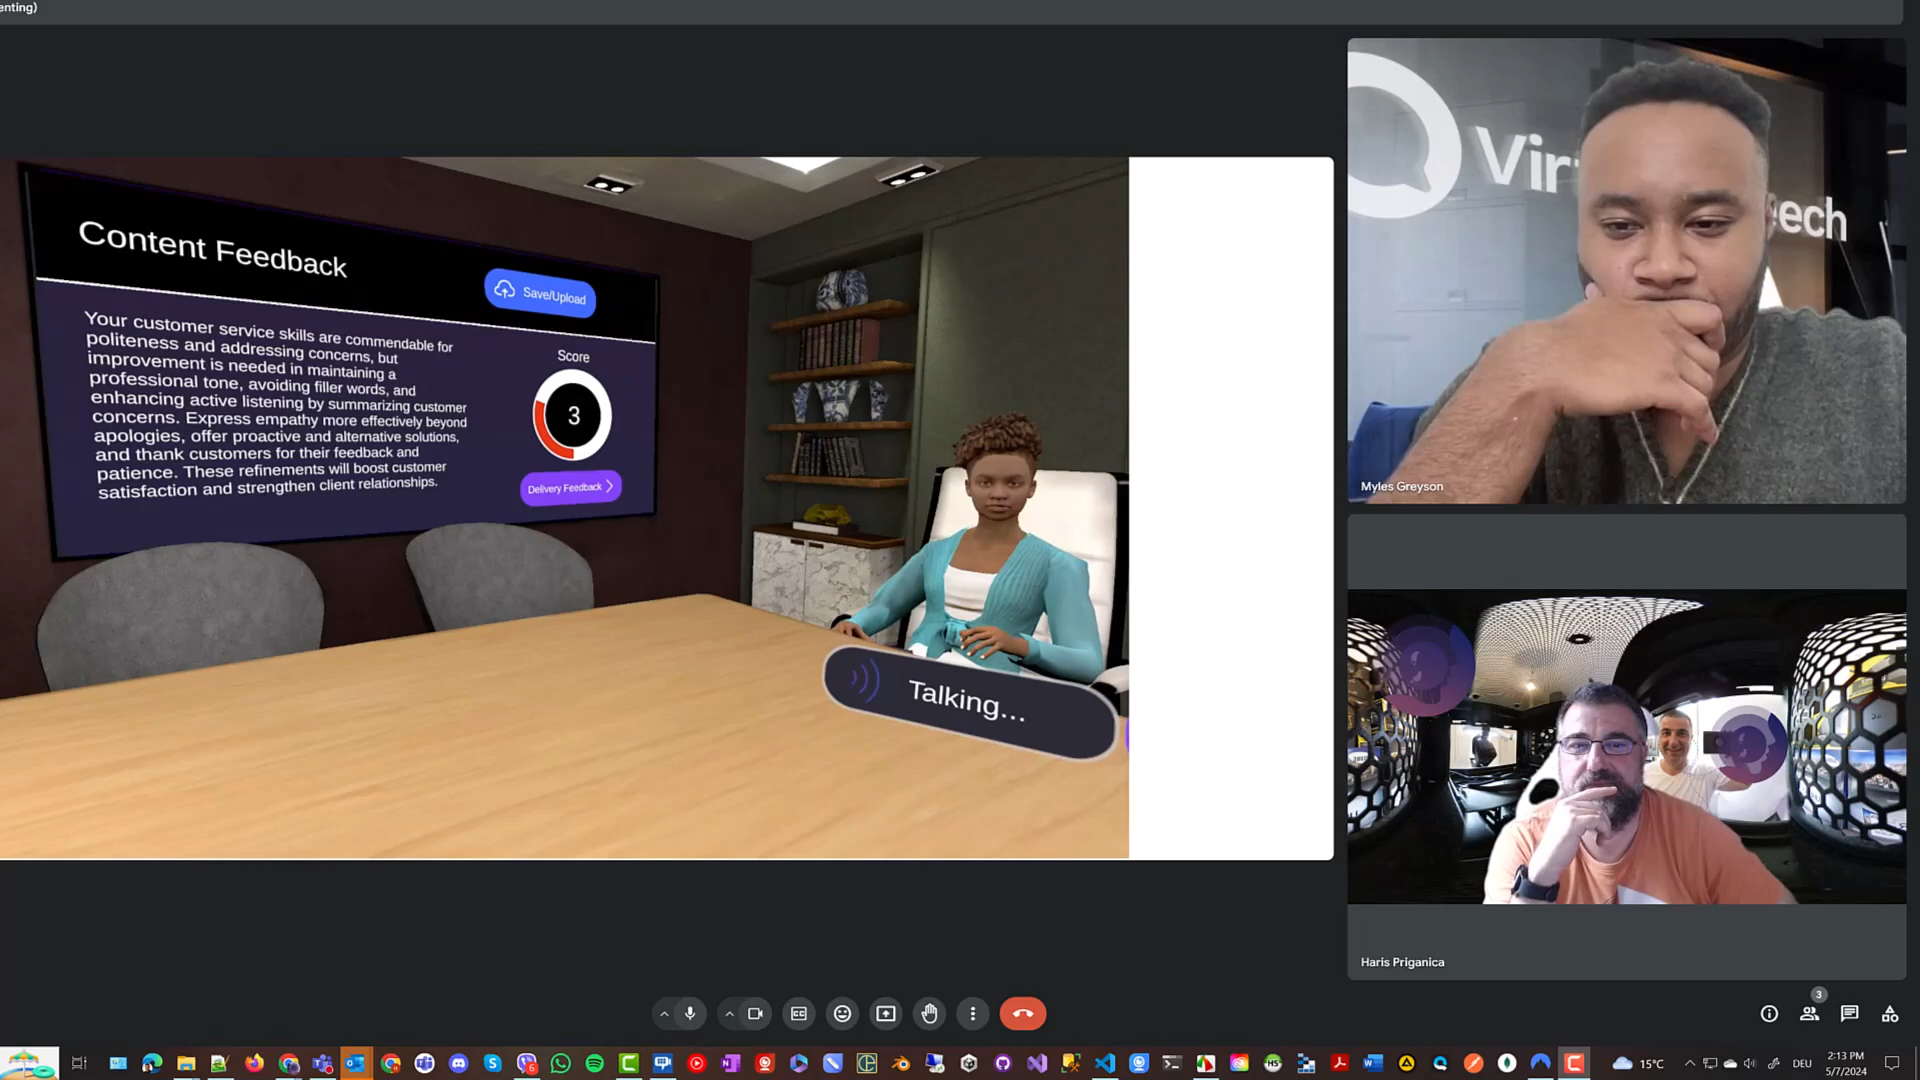 enting)
Content Feedback
Save/Upload
Your customer service skills are commendable for
politeness and addressing concerns, but
improvement is needed in maintaining a
professional tone, avoiding filler words, and
enhancing active listening by summarizing customer
concerns. Express empathy more effectively beyond
apologies, offer proactive and alternative solutions,
and thank customers for their feedback and
patience. These refinements will boost customer
satisfaction and strengthen client relationships.
Score
3
Delivery Feedback
Talking...
Vir
eech
Myles Greyson
Haris Priganica
3
15°C
DEU
2:13 PM
5/7/2024